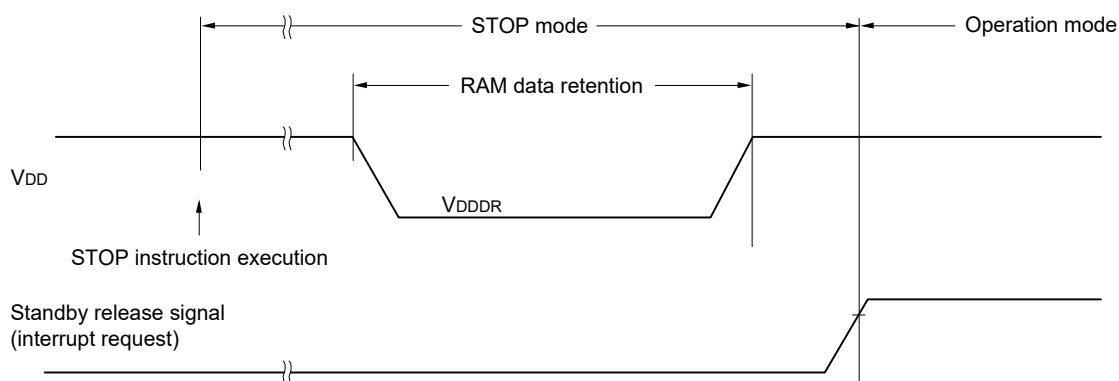 STOP mode
Operation mode
RAM data retention
VDD
VDDDR
STOP instruction execution
Standby release signal
(interrupt request)